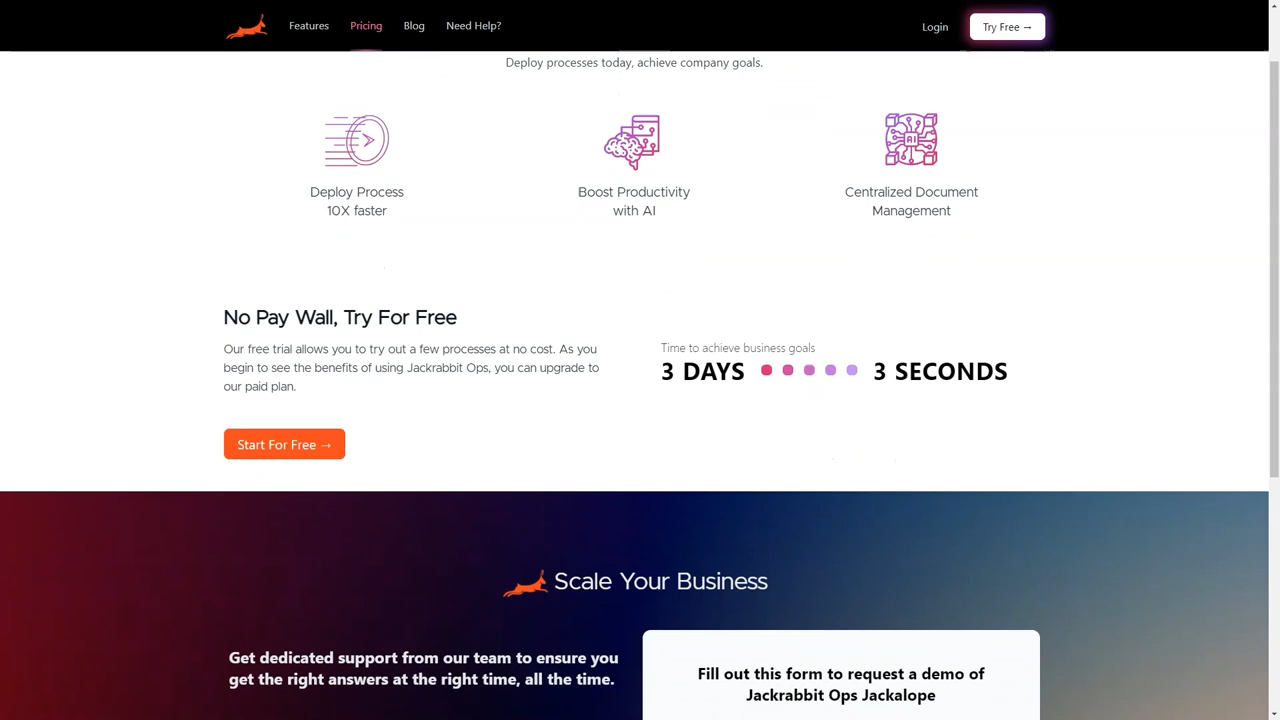 Features Pricing Blog Need Help? Login Try Free →
Deploy processes today, achieve company goals.
Deploy Process
10X faster
Boost Productivity
with AI
AI
Centralized Document
Management
No Pay Wall, Try For Free
Our free trial allows you to try out a few processes at no cost. As you
begin to see the benefits of using Jackrabbit Ops, you can upgrade to
our paid plan.
Start For Free →
Time to achieve business goals
3 DAYS 3 SECONDS
Scale Your Business
Get dedicated support from our team to ensure you
get the right answers at the right time, all the time.
Fill out this form to request a demo of
Jackrabbit Ops Jackalope